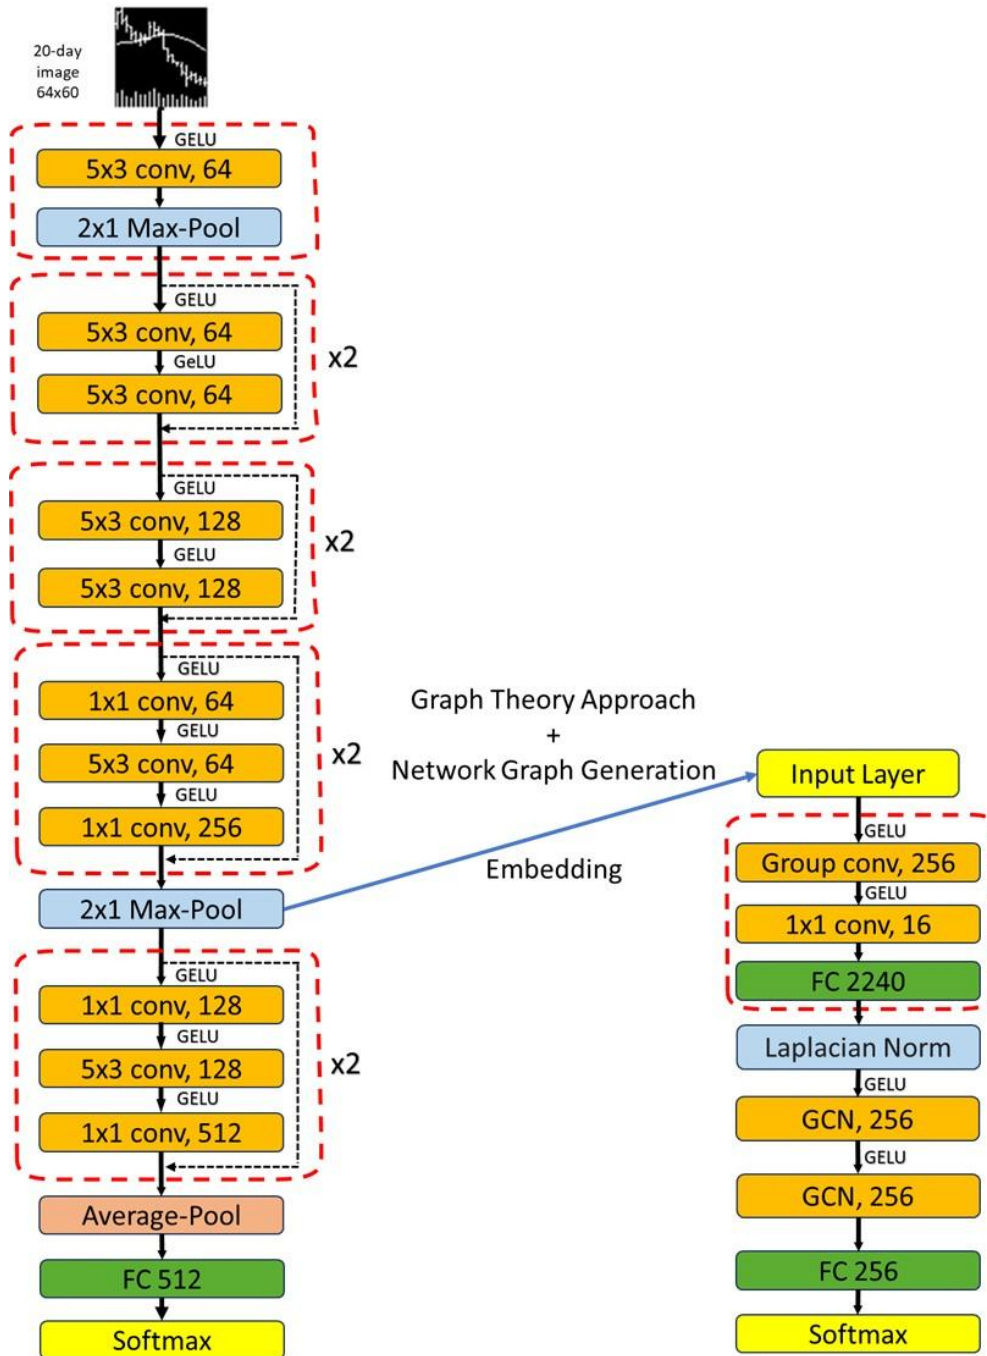 20-day
image
64x60
GELU
5x3 conv, 64
2x1 Max-Pool
GELU
5x3 conv, 64
GeLU
5x3 conv, 64
x2
GELU
5x3 conv, 128
GELU
5x3 conv, 128
x2
GELU
1x1 conv, 64
GELU
5x3 conv, 64
GELU
1x1 conv, 256
x2
2x1 Max-Pool
GELU
1x1 conv, 128
GELU
5x3 conv, 128
GELU
1x1 conv, 512
x2
Average-Pool
FC 512
Softmax
Graph Theory Approach
+
Network Graph Generation
Embedding
Input Layer
GELU
Group conv, 256
GELU
1x1 conv, 16
FC 2240
Laplacian Norm
GELU
GCN, 256
GELU
GCN, 256
FC 256
Softmax